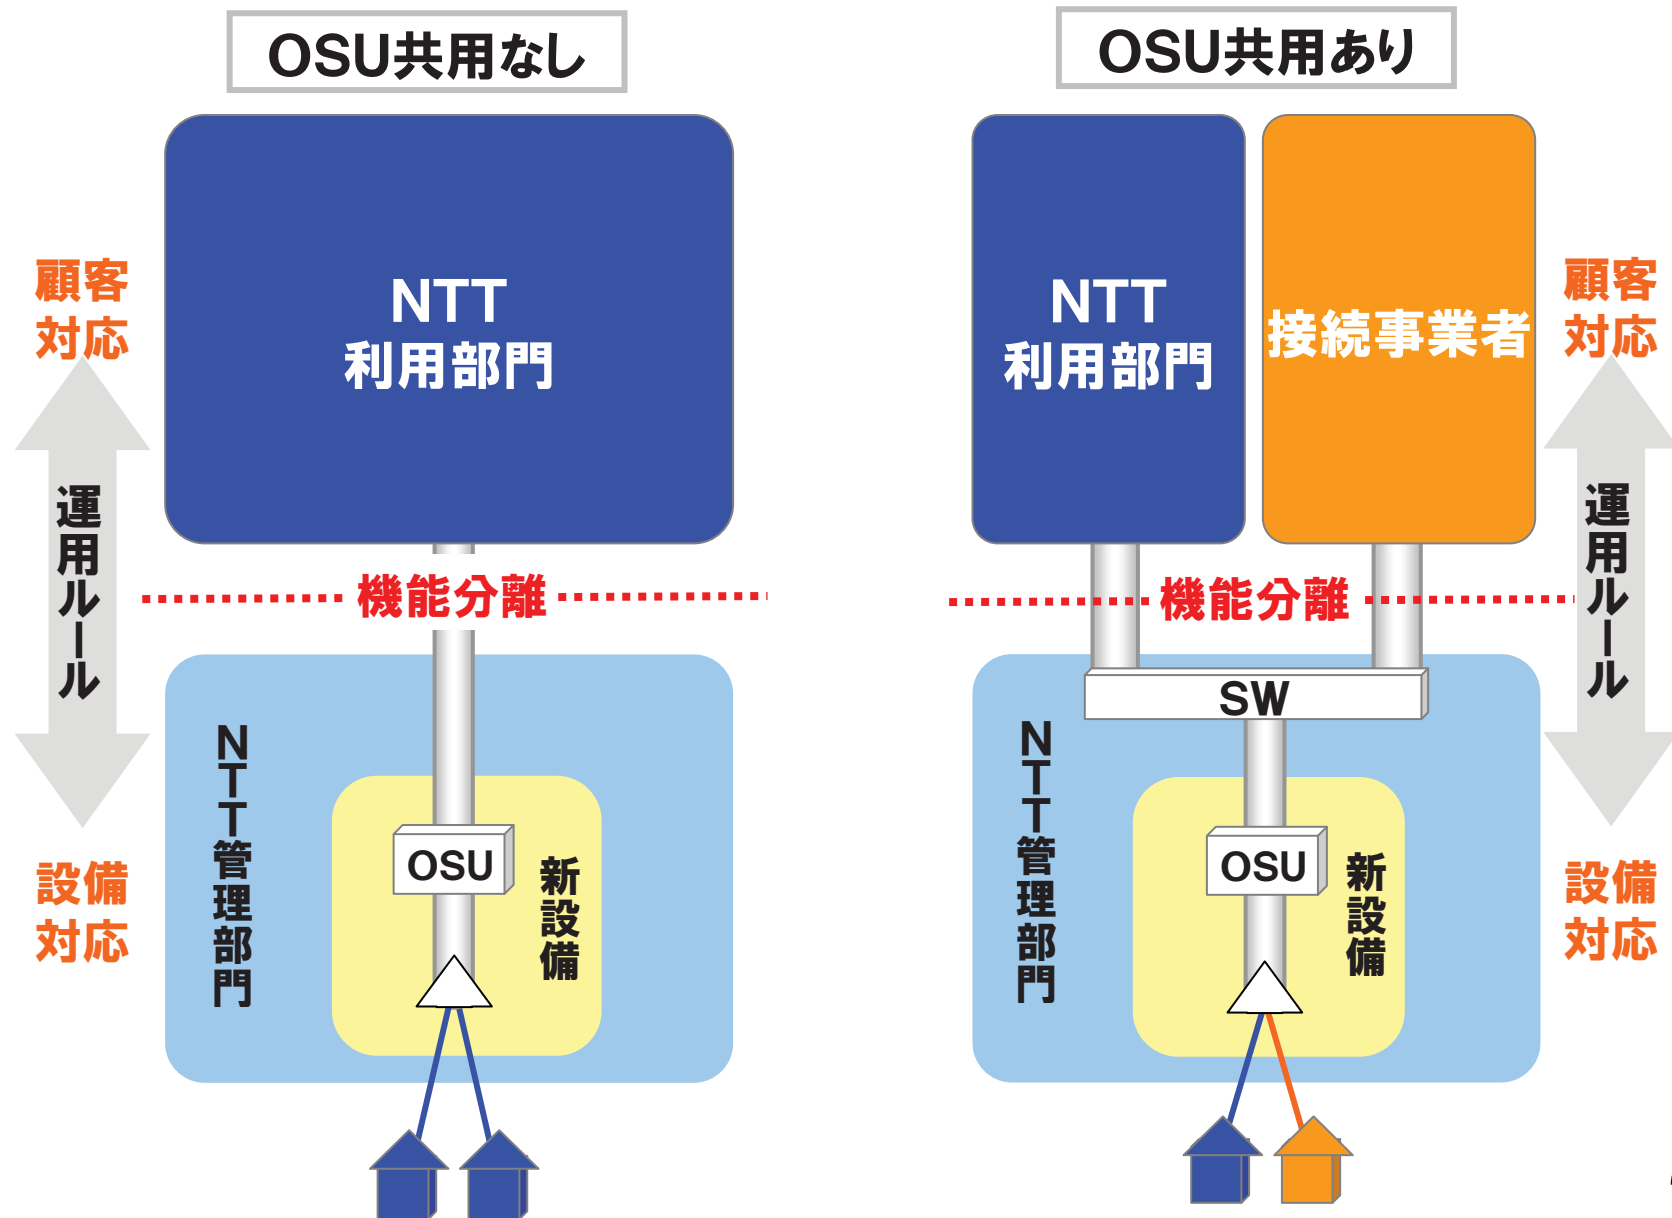 OSU共用なし
NTT
利用部門
顧客
対応
運用ルール
設備
対応
機能分離
NTT管理部門
OSU
新設備
OSU共用あり
NTT
利用部門
接続事業者
顧客
対応
運用ルール
設備
対応
機能分離
SW
NTT管理部門
OSU
新設備